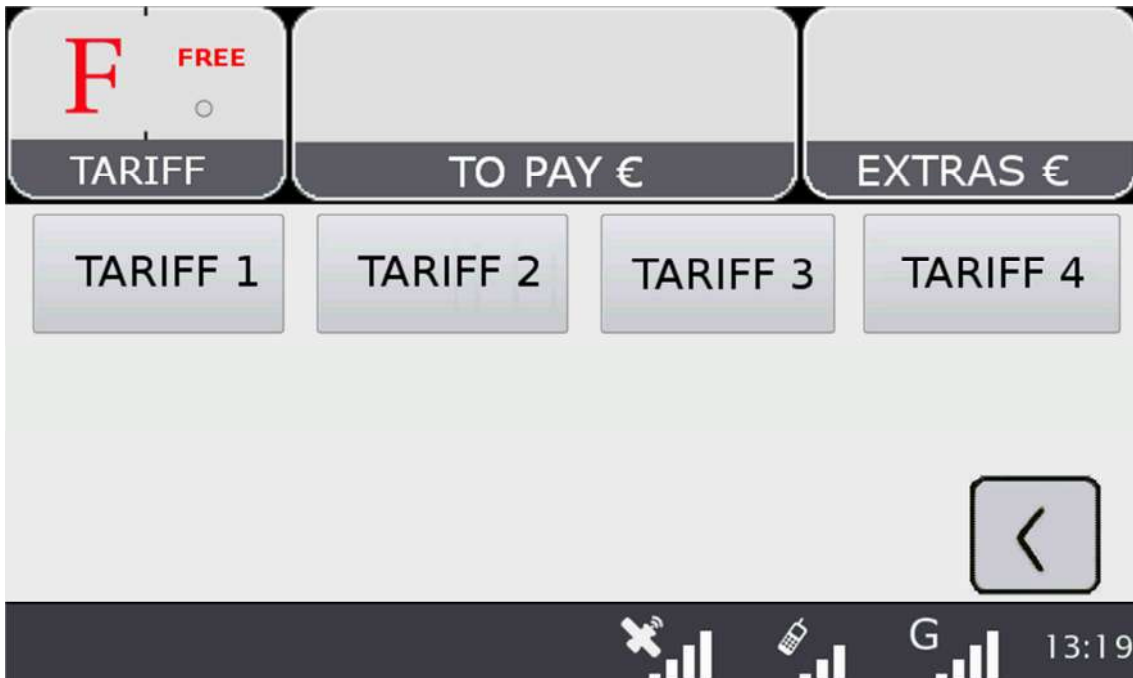 F FREE
TARIFF TO PAY € EXTRAS €
TARIFF 1 TARIFF 2 TARIFF 3 TARIFF 4
G 13:19